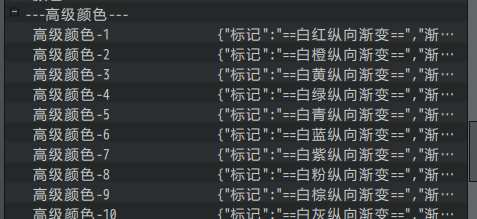 ---高级颜色---
高级颜色-1 {"标记":"==白红纵向渐变==","渐…
高级颜色-2 {"标记":"==白橙纵向渐变==","渐…
高级颜色-3 {"标记":"==白黄纵向渐变==","渐…
高级颜色-4 {"标记":"==白绿纵向渐变==","渐…
高级颜色-5 {"标记":"==白青纵向渐变==","渐…
高级颜色-6 {"标记":"==白蓝纵向渐变==","渐…
高级颜色-7 {"标记":"==白紫纵向渐变==","渐…
高级颜色-8 {"标记":"==白粉纵向渐变==","渐…
高级颜色-9 {"标记":"==白棕纵向渐变==","渐…
高级颜色-10 {"标记":"==白灰纵向渐变==","渐…